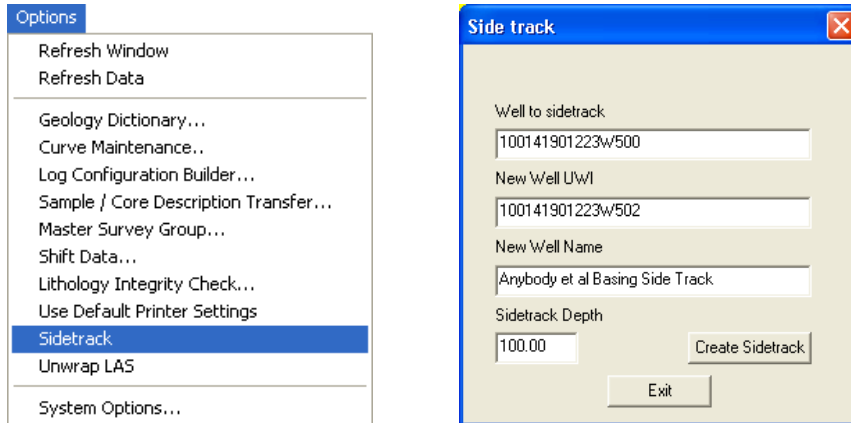 Options
Refresh Window
Refresh Data
Geology Dictionary...
Curve Maintenance..
Log Configuration Builder...
Sample / Core Description Transfer...
Master Survey Group...
Shift Data...
Lithology Integrity Check...
Use Default Printer Settings
Sidetrack
Unwrap LAS
System Options...
Side track
Well to sidetrack
100141901223W500
New Well UWI
100141901223W502
New Well Name
Anybody et al Basing Side Track
Sidetrack Depth
100.00 Create Sidetrack
Exit